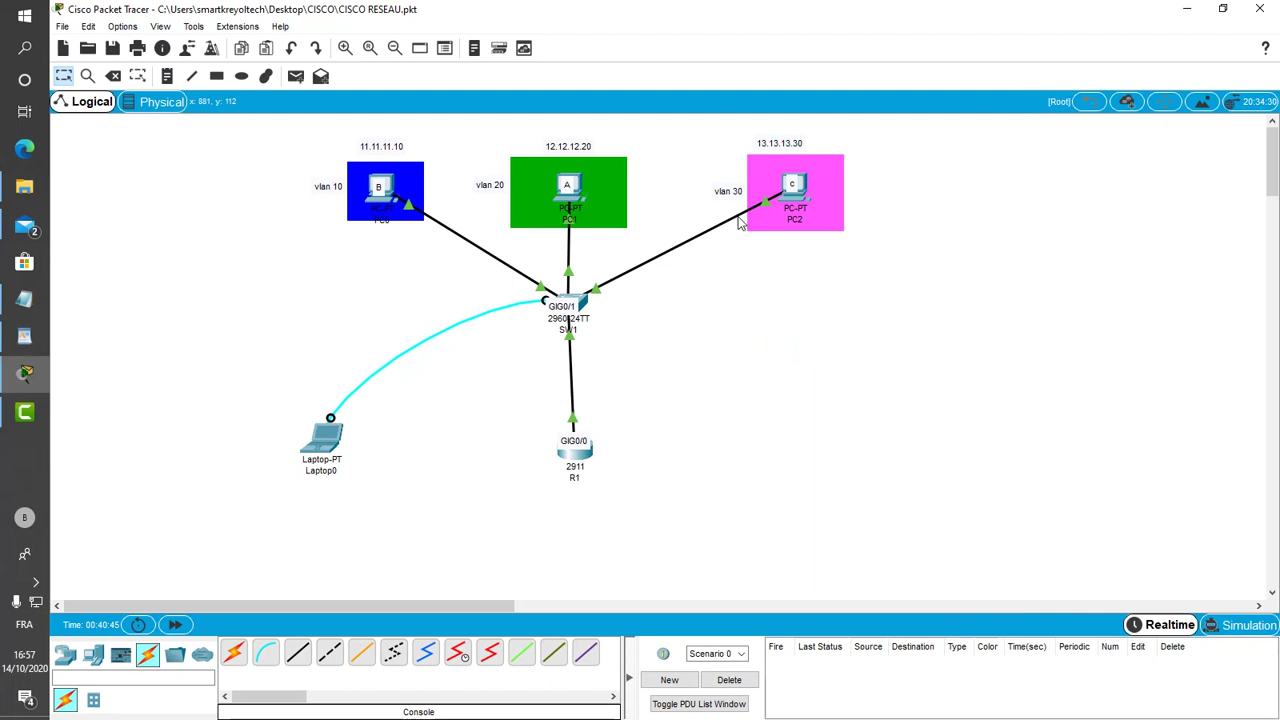 Cisco Packet Tracer - C:\Users\smartkreyoltech\Desktop\CISCO\CISCO RESEAU.pkt
File Edit Options View Tools Extensions Help
Logical Physical x: 881, y: 112 [Root] 20:34:30
11.11.11.10 12.12.12.20 13.13.13.30
vlan 10 B vlan 20 A vlan 30 c
PC-PT PC-PT PC-PT
PC0 PC1 PC2
GIG0/1
2960-24TT
SW1
GIG0/0
Laptop-PT 2911
Laptop0 R1
Time: 00:40:45 Realtime Simulation
Scenario 0
Fire Last Status Source Destination Type Color Time(sec) Periodic Num Edit Delete
New Delete
Toggle PDU List Window
Console
2
B
FRA
16:57
14/10/2020
4